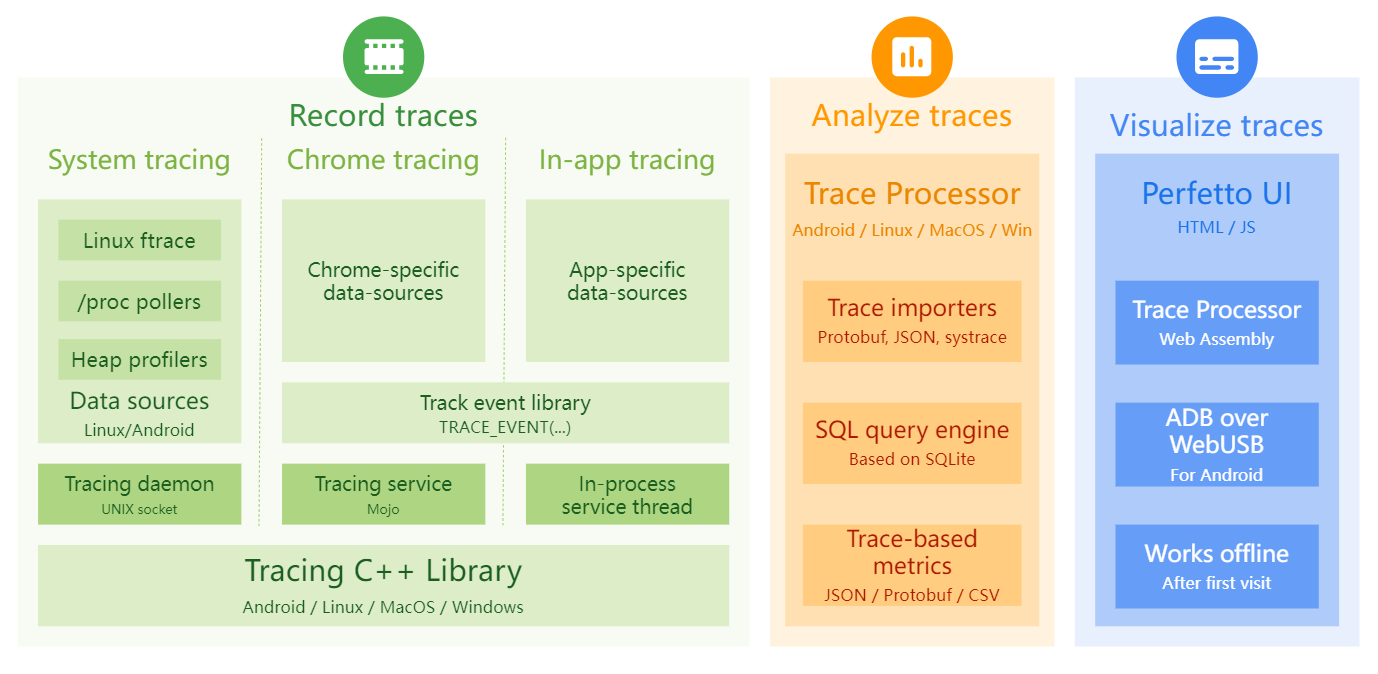 Record traces
System tracing
Linux ftrace
/proc pollers
Heap profilers
Data sources
Linux/Android
Tracing daemon
UNIX socket
Chrome tracing
Chrome-specific
data-sources
In-app tracing
App-specific
data-sources
Track event library
TRACE_EVENT(...)
Tracing service
Mojo
In-process
service thread
Tracing C++ Library
Android / Linux / MacOS / Windows
Analyze traces
Trace Processor
Android / Linux / MacOS / Win
Trace importers
Protobuf, JSON, systrace
SQL query engine
Based on SQLite
Trace-based
metrics
JSON / Protobuf / CSV
Visualize traces
Perfetto UI
HTML / JS
Trace Processor
Web Assembly
ADB over
WebUSB
For Android
Works offline
After first visit